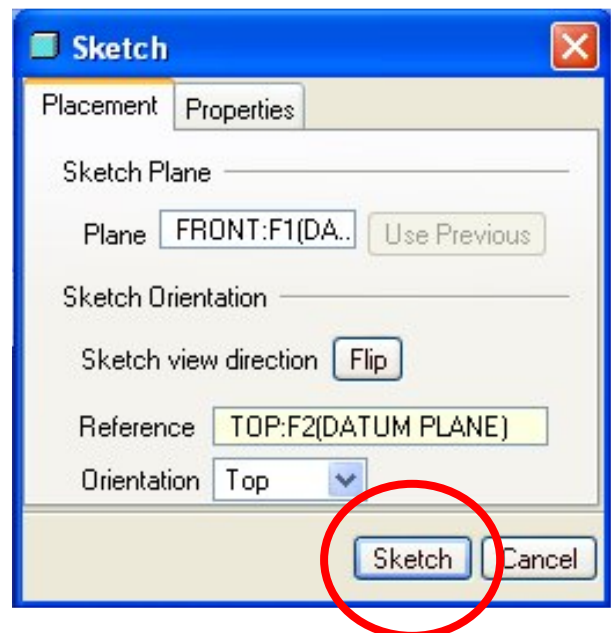 Sketch
Placement Properties
Sketch Plane
Plane FRONT:F1(DA.. Use Previous
Sketch Orientation
Sketch view direction Flip
Reference TOP:F2(DATUM PLANE)
Orientation Top
Sketch Cancel